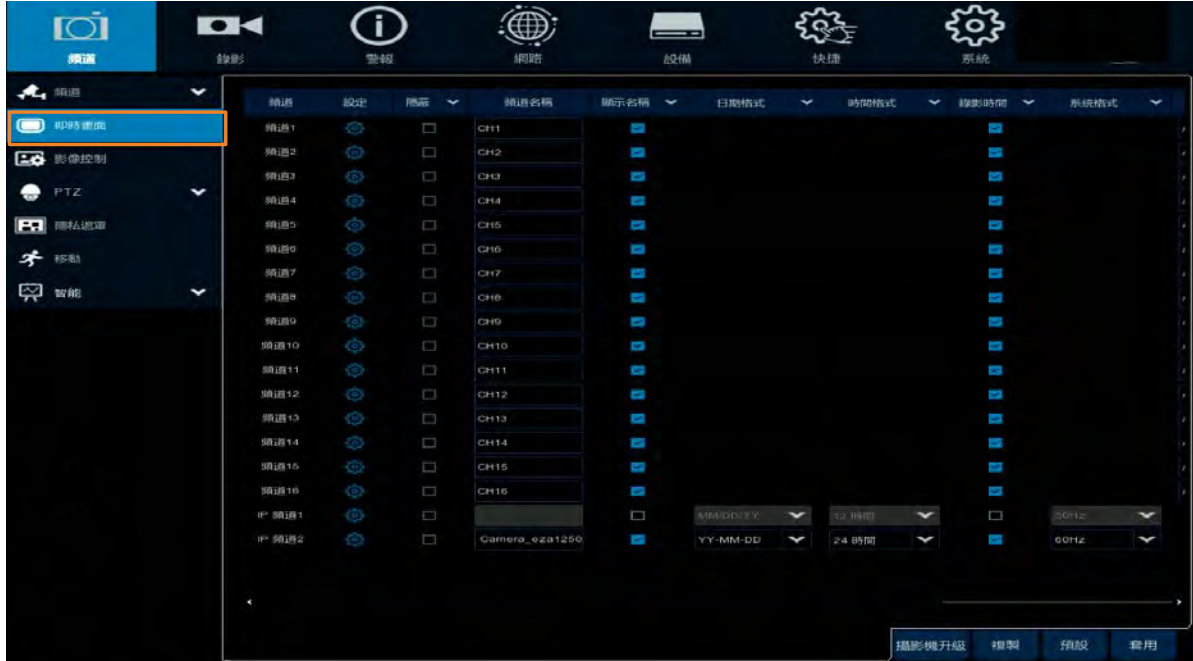 頻道 錄影 警報 網路 設備 快捷 系統
頻道
即時畫面
影像控制
PTZ
隱私遮罩
移動
智能
頻道 設定 隱蔽 頻道名稱 顯示名稱 日期格式 時間格式 錄影時間 系統格式
頻道1 CH1
頻道2 CH2
頻道3 CH3
頻道4 CH4
頻道5 CH5
頻道6 CH6
頻道7 CH7
頻道8 CH8
頻道9 CH9
頻道10 CH10
頻道11 CH11
頻道12 CH12
頻道13 CH13
頻道14 CH14
頻道15 CH15
頻道16 CH16
IP 頻道1 MM/DD/YY 12 時間 50Hz
IP 頻道2 Camera_eza1250 YY-MM-DD 24 時間 60Hz
攝影機升級 複製 預設 套用